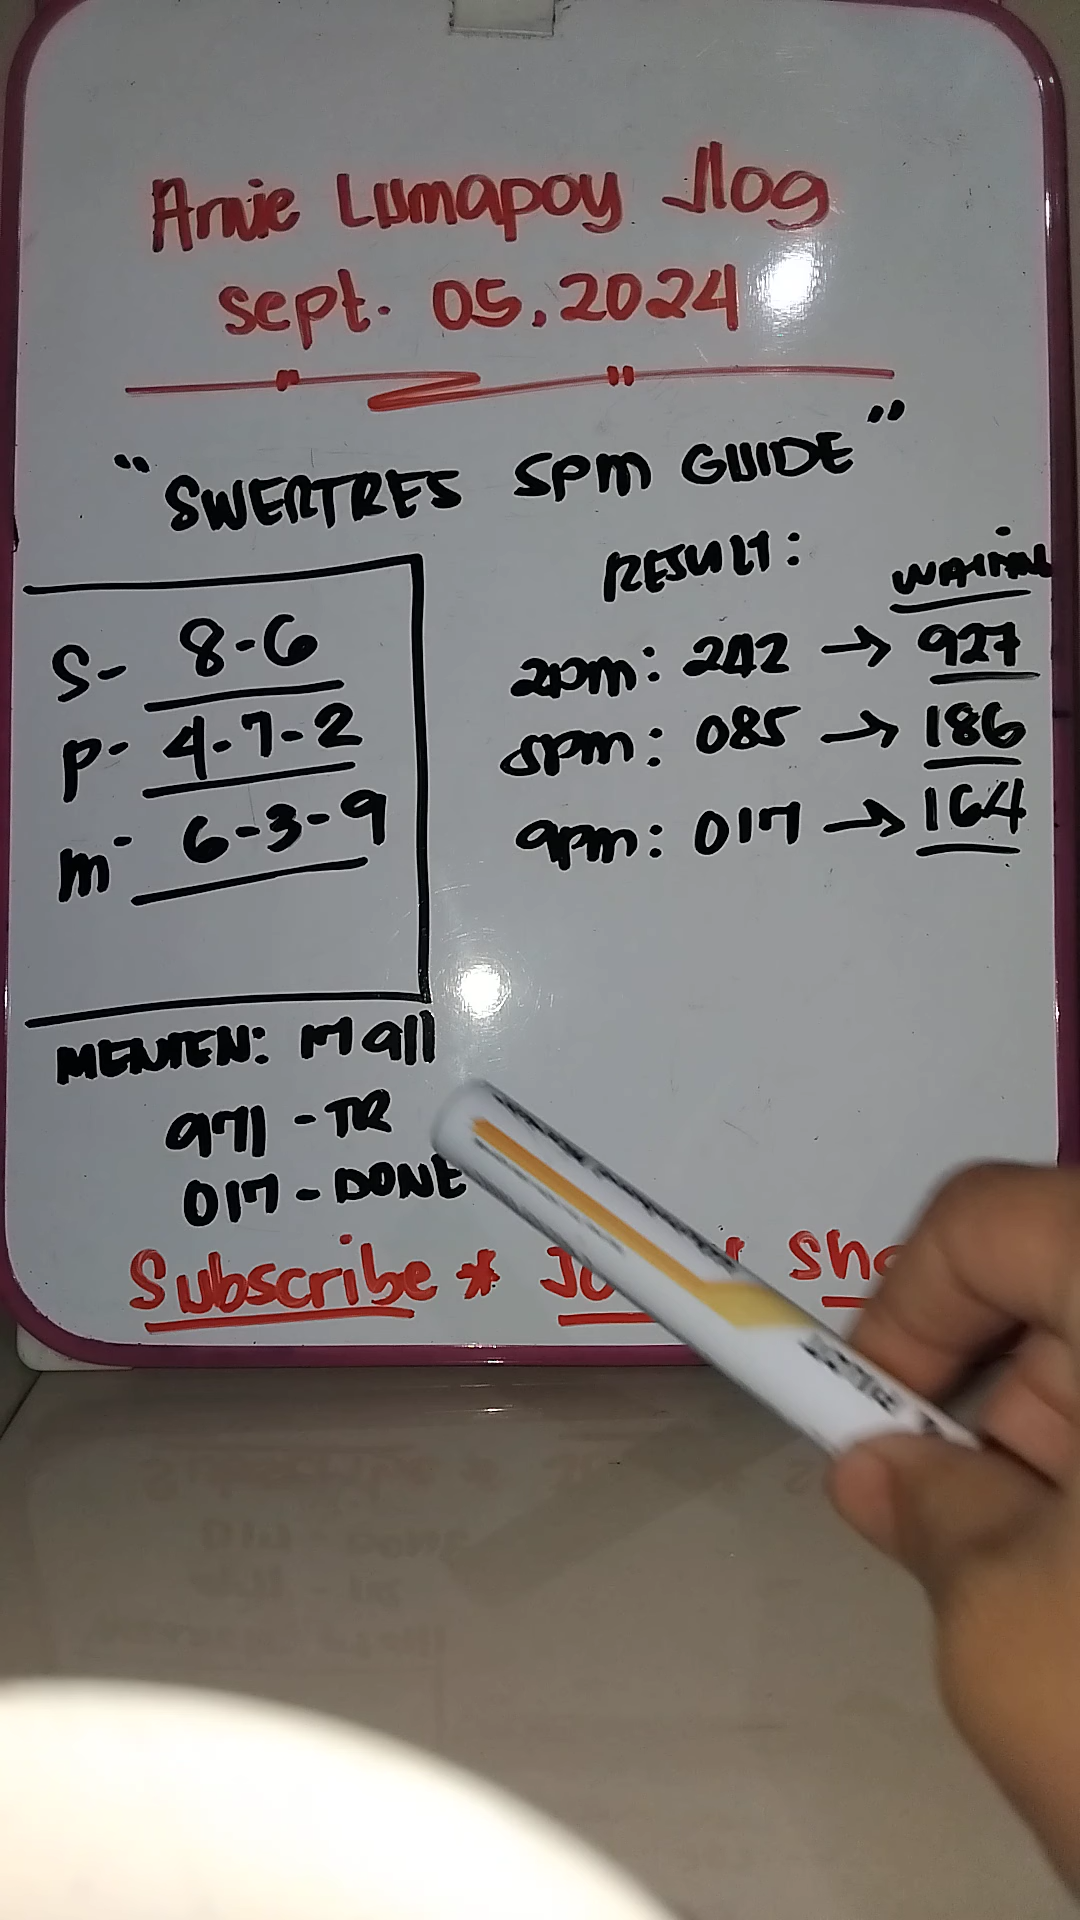 Arnie Lumapoy Vlog
sept. 05.2024
"SWERTRES 5pm GUIDE"
S- 8-6
P- 4-7-2
m- 6-3-9
RESULT:
2pm: 242 → 927
5pm: 085 → 186
9pm: 017 → 164
MENTEN:
971 - TR
017 - DONE
Subscribe *